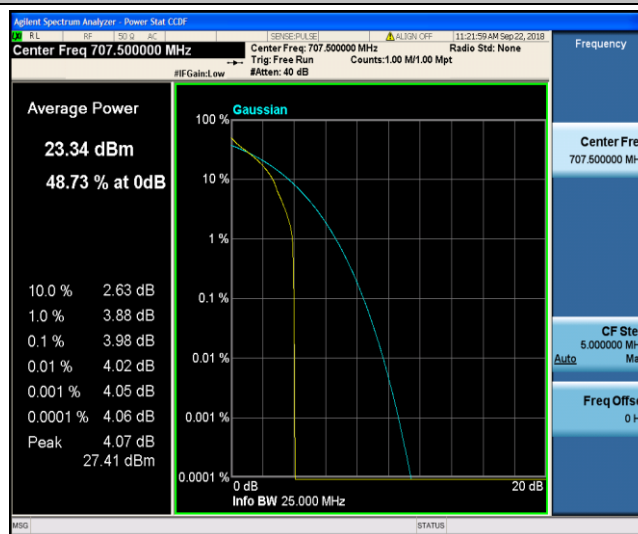 Agilent Spectrum Analyzer - Power Stat CCDF
RL RF 50 Ω AC SENSE:PULSE ALIGN OFF 11:21:59 AM Sep 22, 2018
Center Freq 707.500000 MHz
Center Freq: 707.500000 MHz Radio Std: None
Trig: Free Run Counts:1.00 M/1.00 Mpt
#IFGain:Low #Atten: 40 dB
Frequency
Average Power
23.34 dBm
48.73 % at 0dB
10.0 % 2.63 dB
1.0 % 3.88 dB
0.1 % 3.98 dB
0.01 % 4.02 dB
0.001 % 4.05 dB
0.0001 % 4.06 dB
Peak 4.07 dB
27.41 dBm
Gaussian
100 %
10 %
1 %
0.1 %
0.01 %
0.001 %
0.0001 %
0 dB 20 dB
Info BW 25.000 MHz
Center Fre
707.500000 MH
CF Ste
5.000000 MH
Auto Ma
Freq Offse
0 H
MSG STATUS